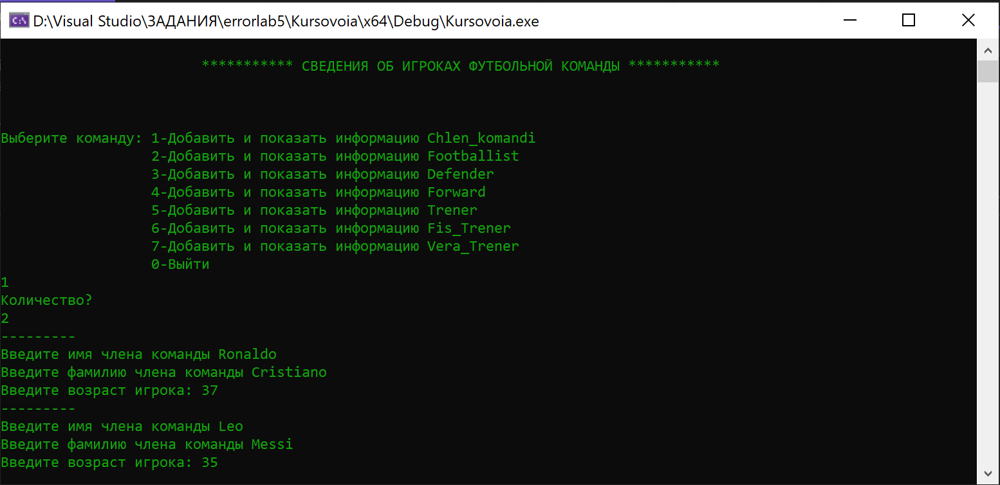 D:\Visual Studio\ЗАДАНИЯ\errorlab5\Kursovoia\x64\Debug\Kursovoia.exe
*********** СВЕДЕНИЯ ОБ ИГРОКАХ ФУТБОЛЬНОЙ КОМАНДЫ ***********
Выберите команду: 1-Добавить и показать информацию Chlen_komandi
2-Добавить и показать информацию Footballist
3-Добавить и показать информацию Defender
4-Добавить и показать информацию Forward
5-Добавить и показать информацию Trener
6-Добавить и показать информацию Fis_Trener
7-Добавить и показать информацию Vera_Trener
0-Выйти
1
Количество?
2
---------
Введите имя члена команды Ronaldo
Введите фамилию члена команды Cristiano
Введите возраст игрока: 37
---------
Введите имя члена команды Leo
Введите фамилию члена команды Messi
Введите возраст игрока: 35